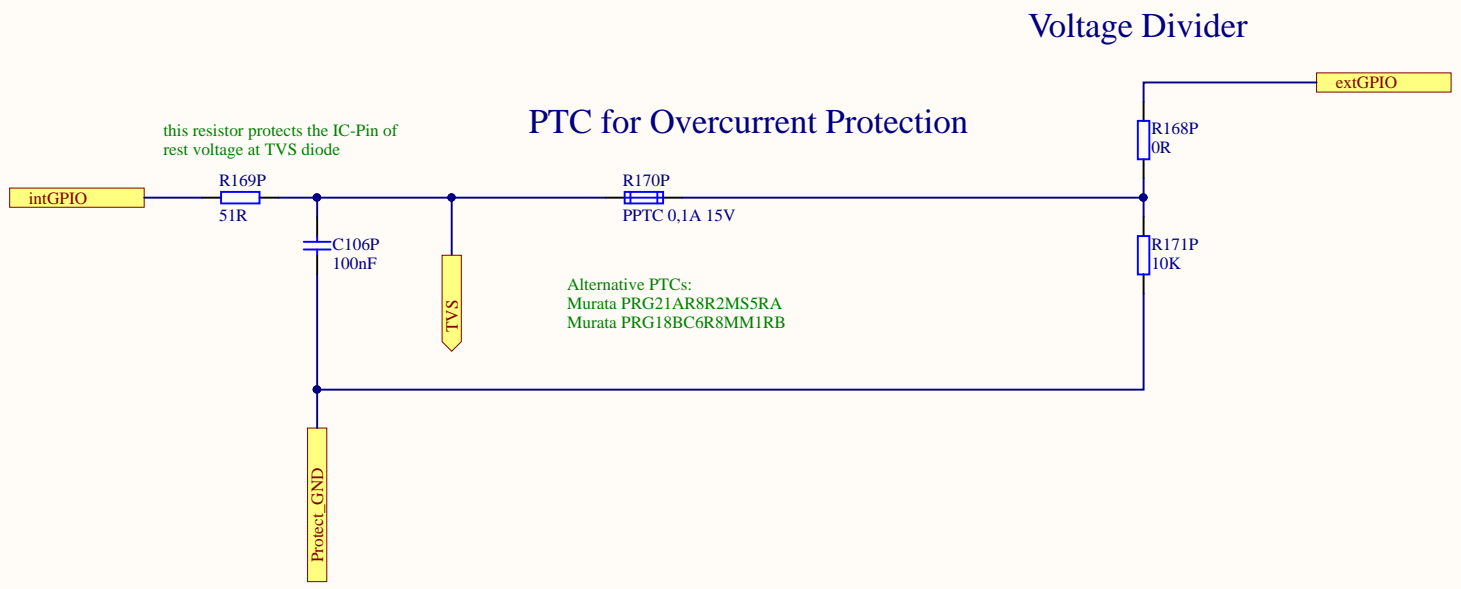 Voltage Divider
extGPIO
PTC for Overcurrent Protection
this resistor protects the IC-Pin of
rest voltage at TVS diode
R168P
0R
R169P
R170P
intGPIO
51R
PPTC 0,1A 15V
C106P
100nF
R171P
10K
Alternative PTCs:
Murata PRG21AR8R2MS5RA
Murata PRG18BC6R8MM1RB
TVS
Protect_GND